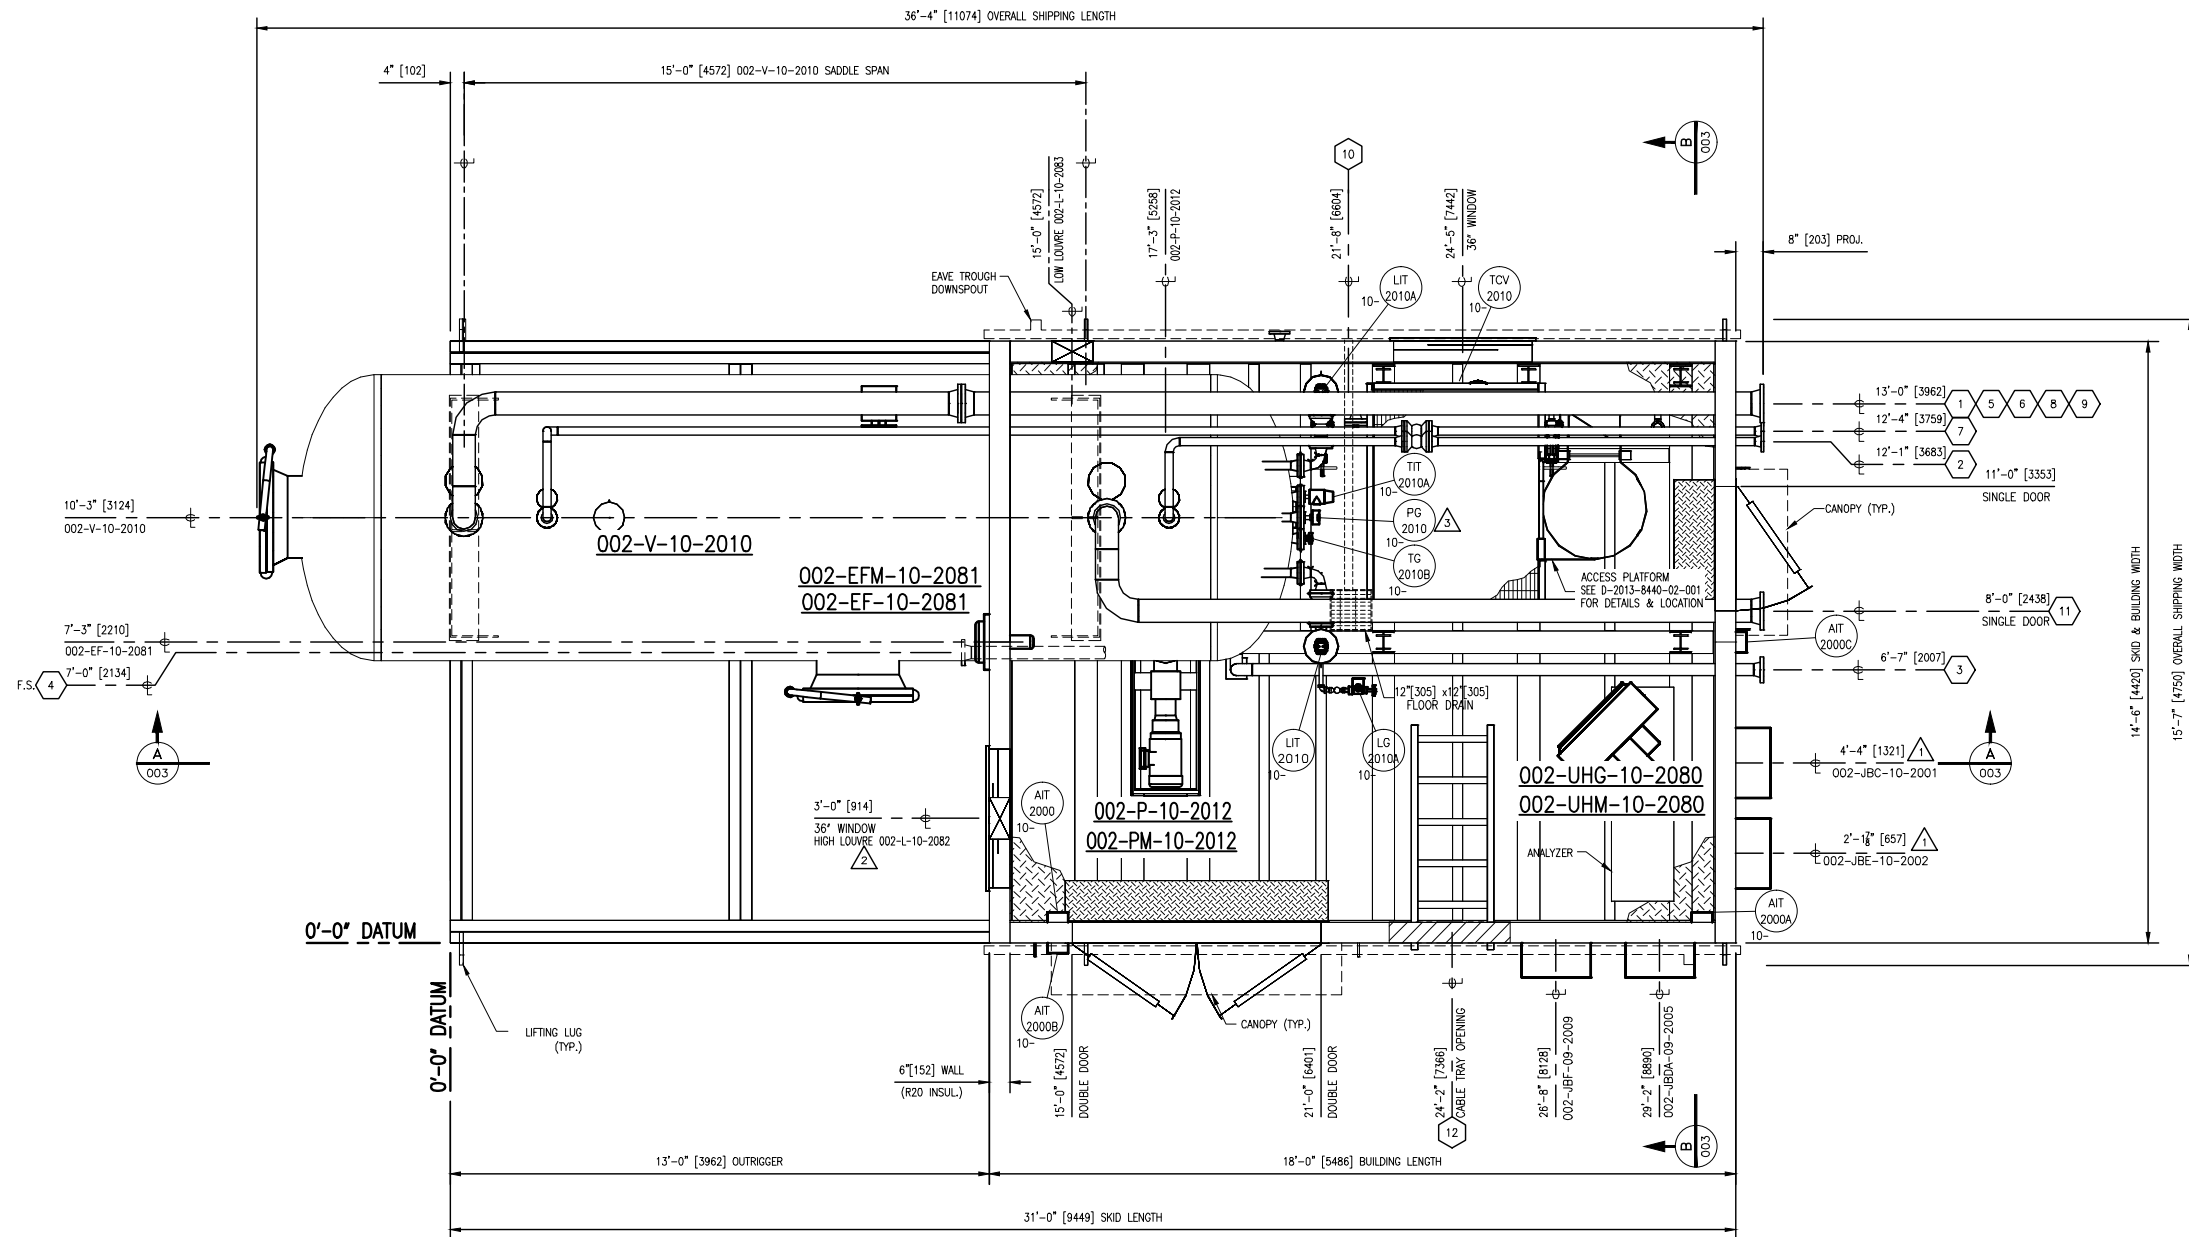 36'-4" [11074] OVERALL SHIPPING LENGTH
4" [102]
15'-0" [4572] 002-V-10-2010 SADDLE SPAN
B
003
10
15'-0" [4572]
LOW LOUVRE 002-L-10-2083
17'-3" [5258]
002-P-10-2012
21'-8" [6604]
24'-5" [7442]
36" WINDOW
8" [203] PROJ.
EAVE TROUGH
DOWNSPOUT
LIT
10- 2010A
TCV
2010
10-
13'-0" [3962] 1 5 6 8 9
12'-4" [3759] 7
12'-1" [3683] 2
11'-0" [3353]
SINGLE DOOR
CANOPY (TYP.)
TIT
2010A
10-
PG
2010 3
10-
TG
2010B
10-
10'-3" [3124]
002-V-10-2010
002-V-10-2010
002-EFM-10-2081
002-EF-10-2081
ACCESS PLATFORM
SEE D-2013-8440-02-001
FOR DETAILS & LOCATION
8'-0" [2438]
SINGLE DOOR 11
AIT
2000C
7'-3" [2210]
002-EF-10-2081
F.S. 4 7'-0" [2134]
6'-7" [2007] 3
12"[305] x12"[305]
FLOOR DRAIN
14'-6" [4420] SKID & BUILDING WIDTH
15'-7" [4750] OVERALL SHIPPING WIDTH
A
003
LIT
2010
10-
LG
2010A
10-
4'-4" [1321] 1
002-JBC-10-2001
A
003
002-UHG-10-2080
002-UHM-10-2080
3'-0" [914]
36" WINDOW
HIGH LOUVRE 002-L-10-2082
2
AIT
2000
10-
002-P-10-2012
002-PM-10-2012
2'-1⅞" [657] 1
002-JBE-10-2002
ANALYZER
AIT
2000A
10-
0'-0" DATUM
0'-0" DATUM
LIFTING LUG
(TYP.)
AIT
2000B
10-
CANOPY (TYP.)
6"[152] WALL
(R20 INSUL.)
15'-0" [4572]
DOUBLE DOOR
21'-0" [6401]
DOUBLE DOOR
24'-2" [7366]
CABLE TRAY OPENING
12
26'-8" [8128]
002-JBF-09-2009
29'-2" [8890]
002-JBDA-09-2005
B
003
13'-0" [3962] OUTRIGGER
18'-0" [5486] BUILDING LENGTH
31'-0" [9449] SKID LENGTH